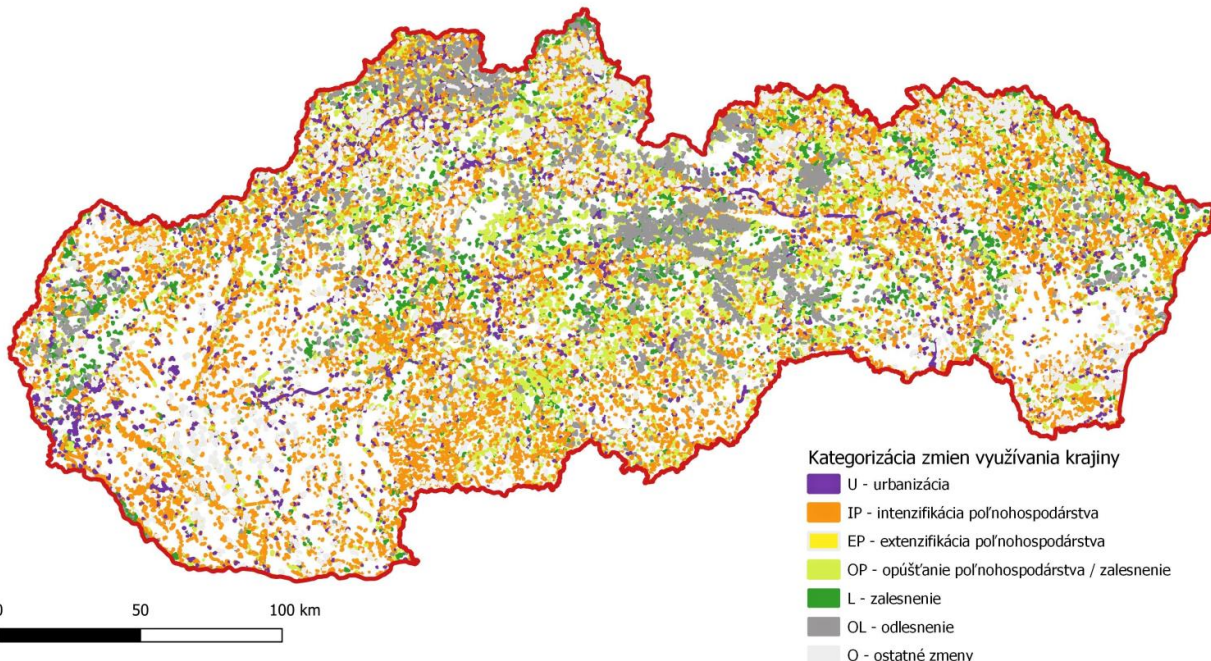 Kategorizácia zmien využívania krajiny
U - urbanizácia
IP - intenzifikácia poľnohospodárstva
EP - extenzifikácia poľnohospodárstva
OP - opúšťanie poľnohospodárstva / zalesnenie
L - zalesnenie
OL - odlesnenie
O - ostatné zmeny
0 50 100 km